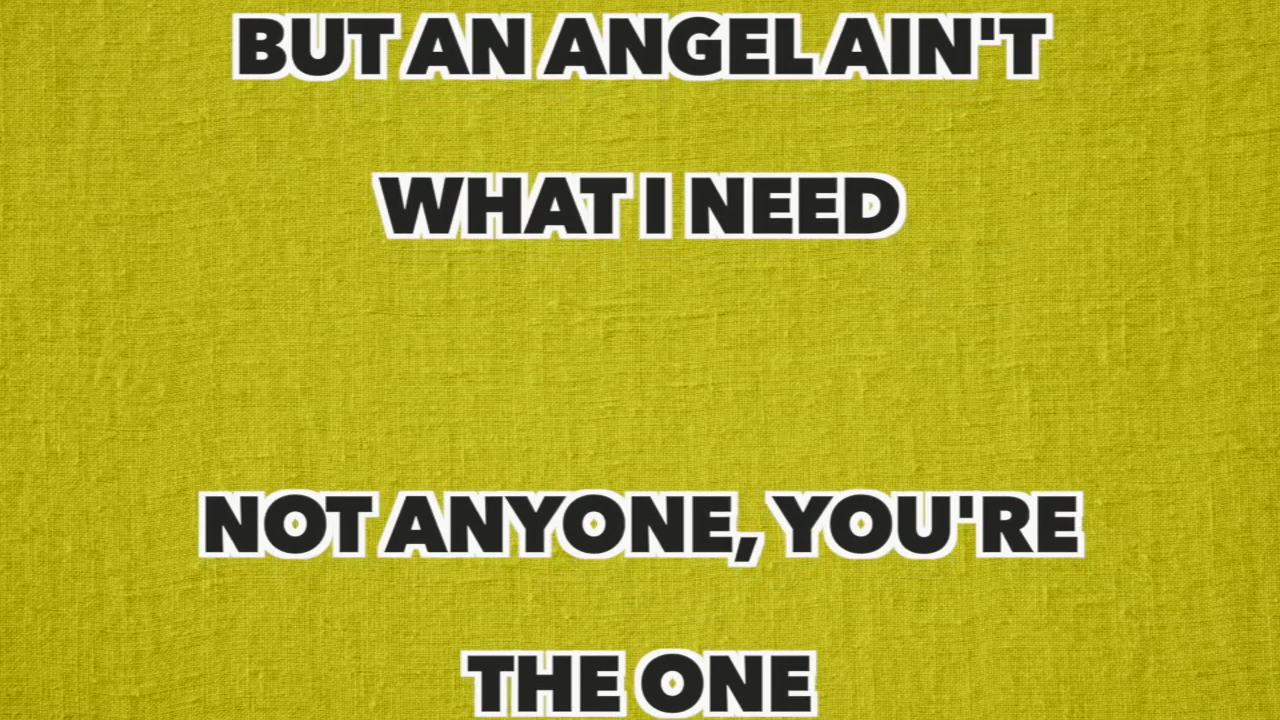 BUT AN ANGEL AIN'T
WHAT I NEED
NOT ANYONE, YOU'RE
THE ONE